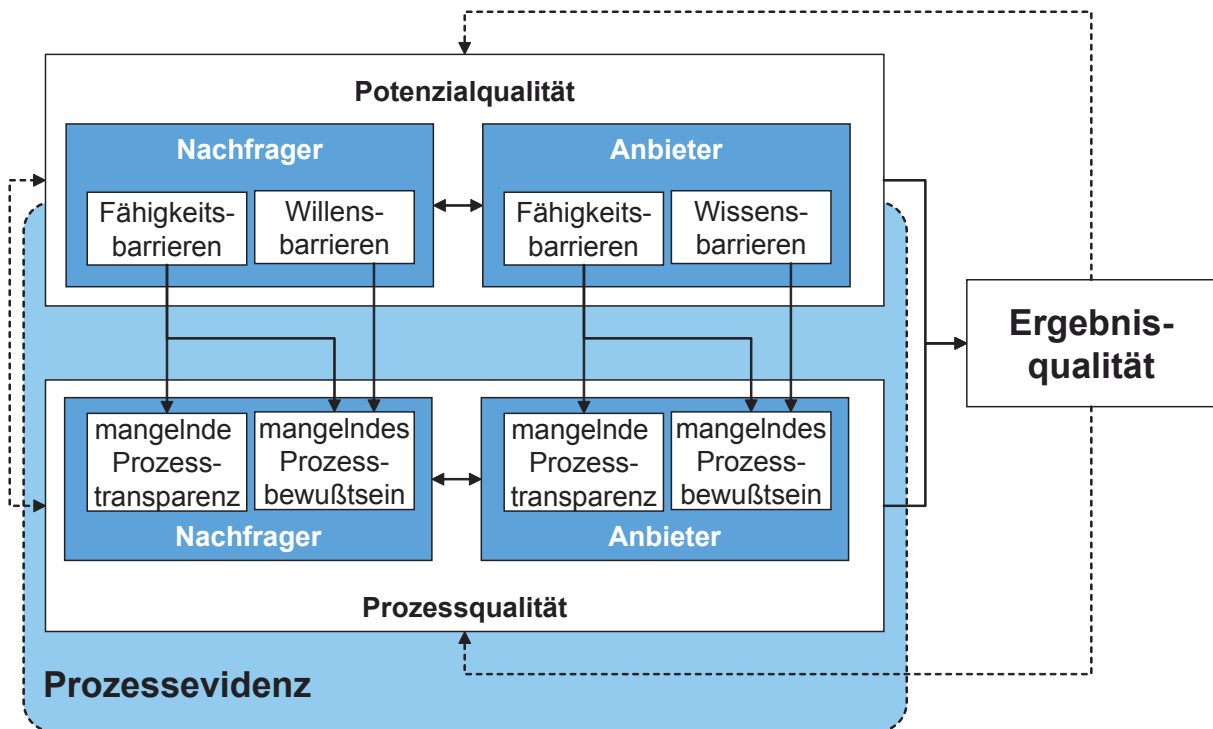 Potenzialqualität
Nachfrager
Fähigkeits-
barrieren
Willens-
barrieren
Anbieter
Fähigkeits-
barrieren
Wissens-
barrieren
Ergebnis-
qualität
mangelnde
Prozess-
transparenz
mangelndes
Prozess-
bewußtsein
Nachfrager
mangelnde
Prozess-
transparenz
mangelndes
Prozess-
bewußtsein
Anbieter
Prozessqualität
Prozessevidenz